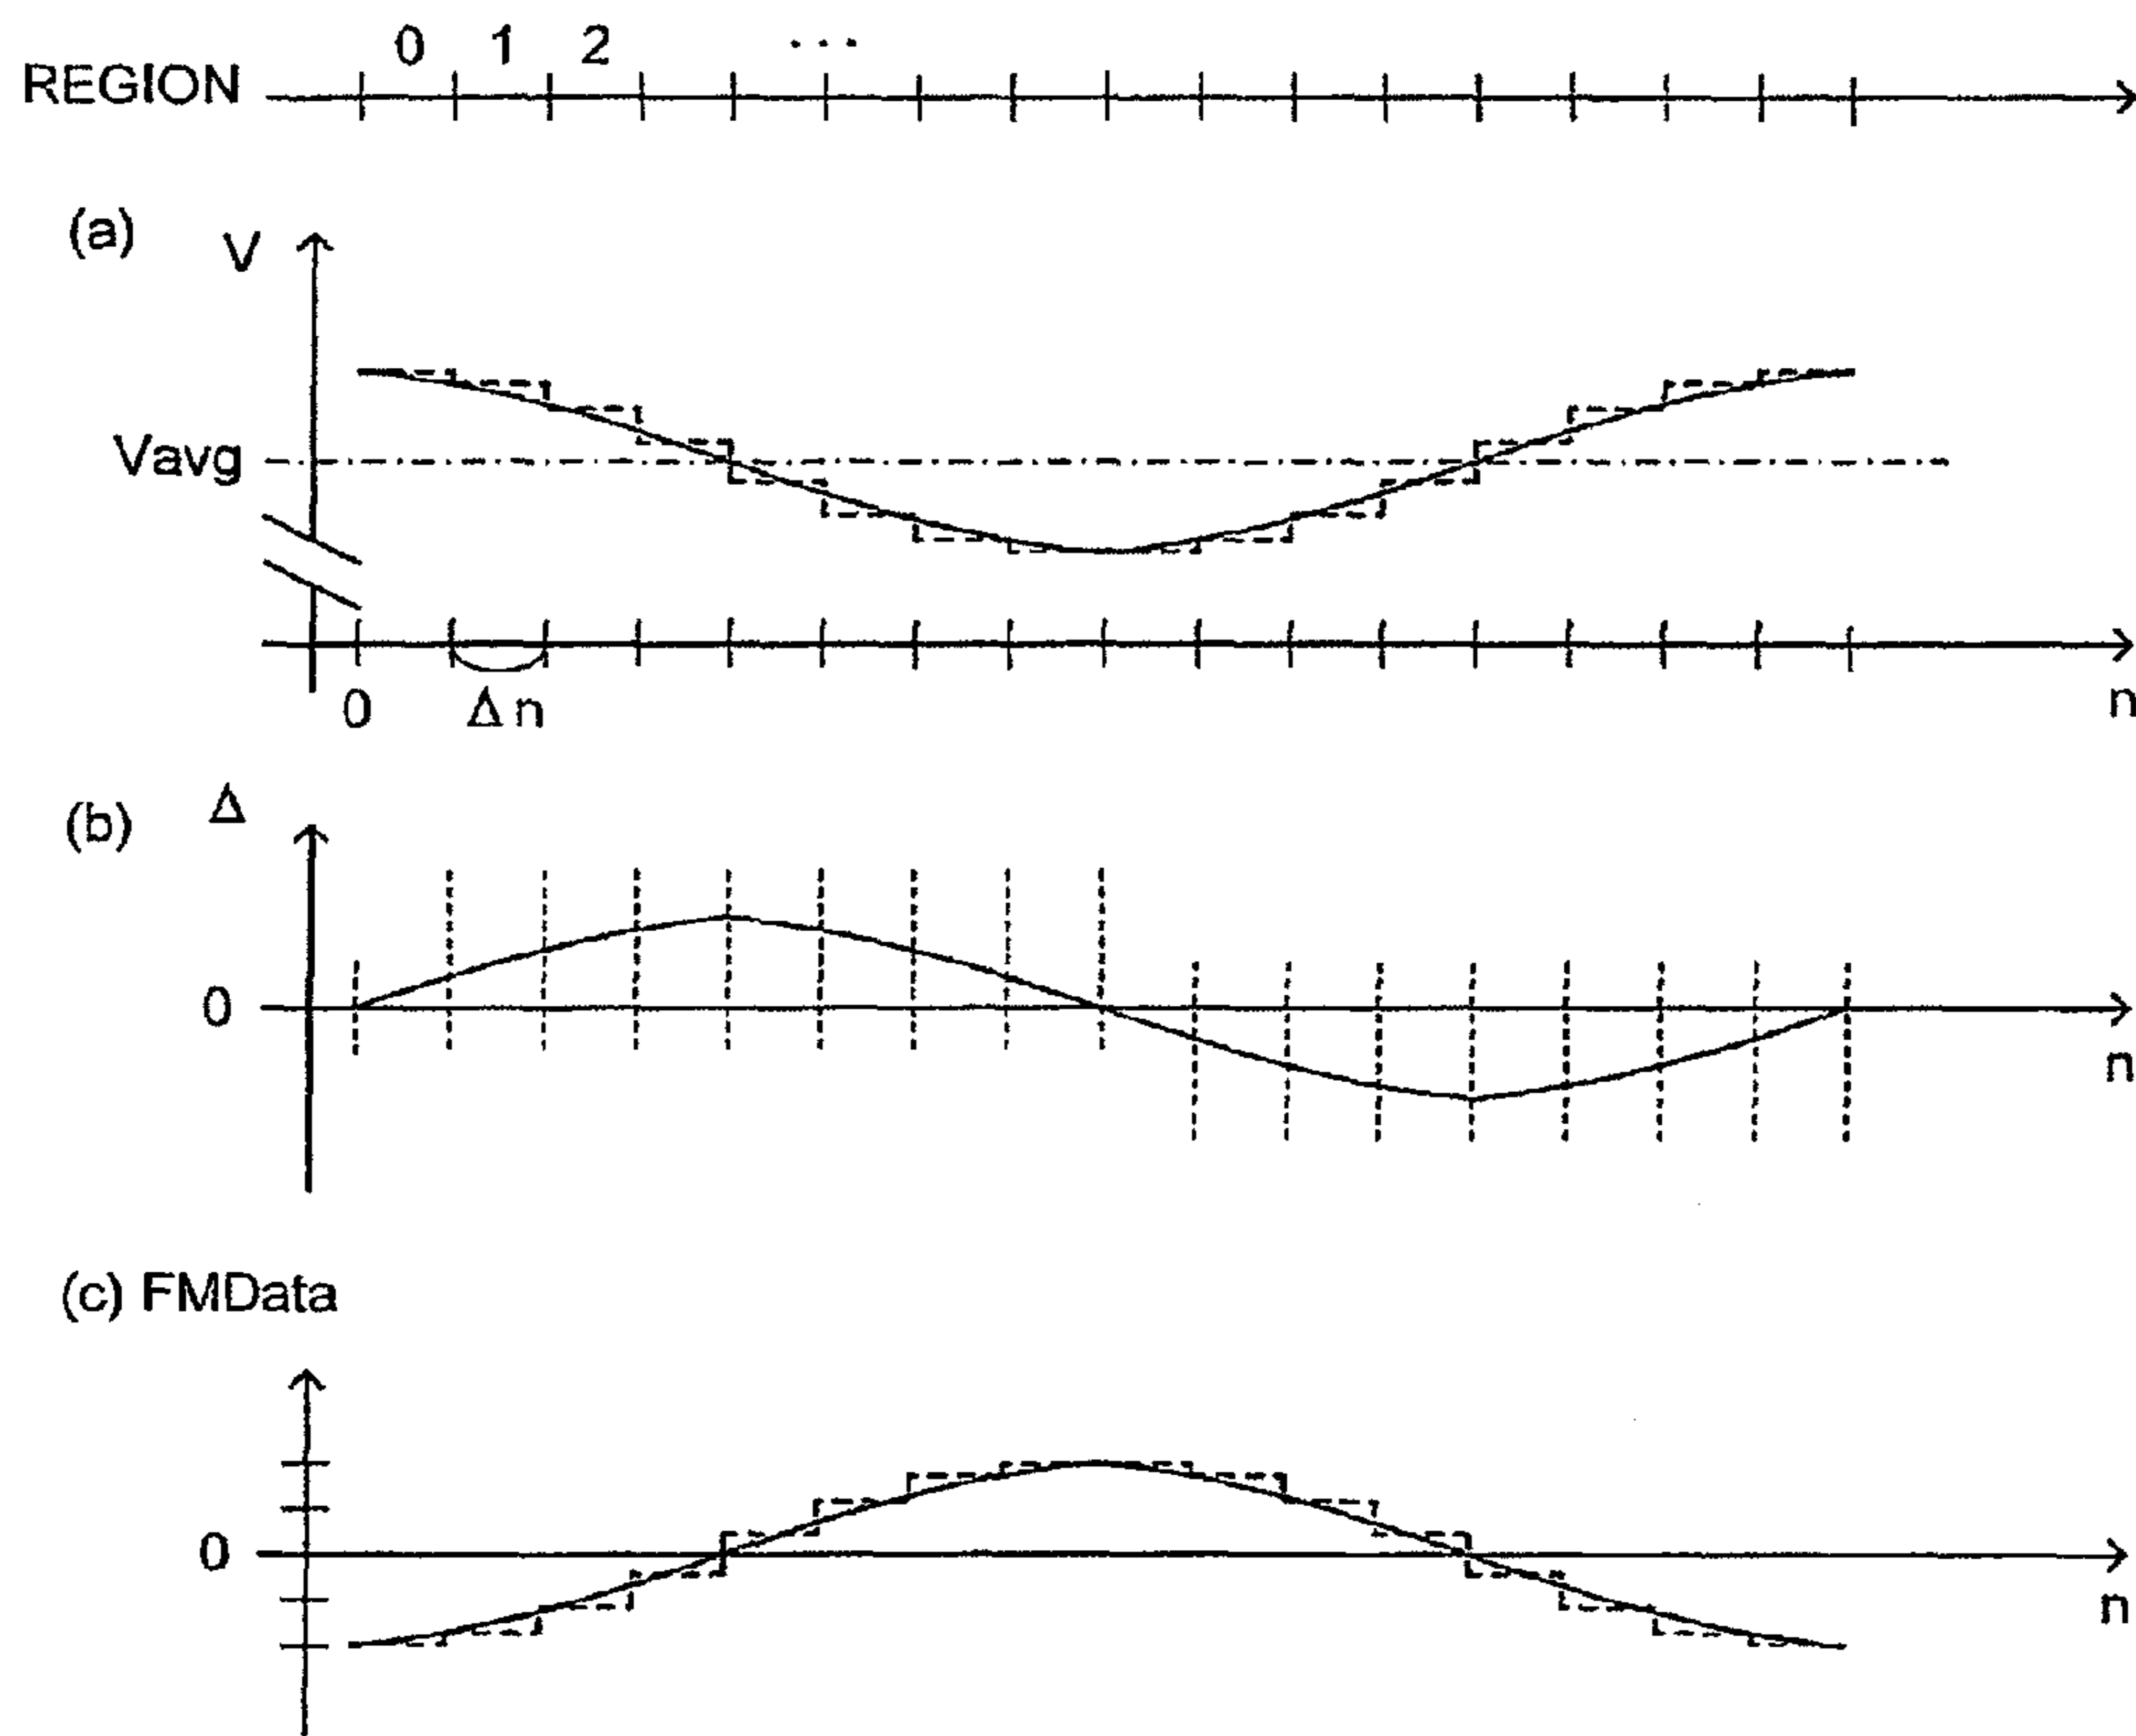 0 1 2 ...
REGION
(a) V
Vavg
0 Δn n
(b) Δ
0
n
(c) FMData
0
n